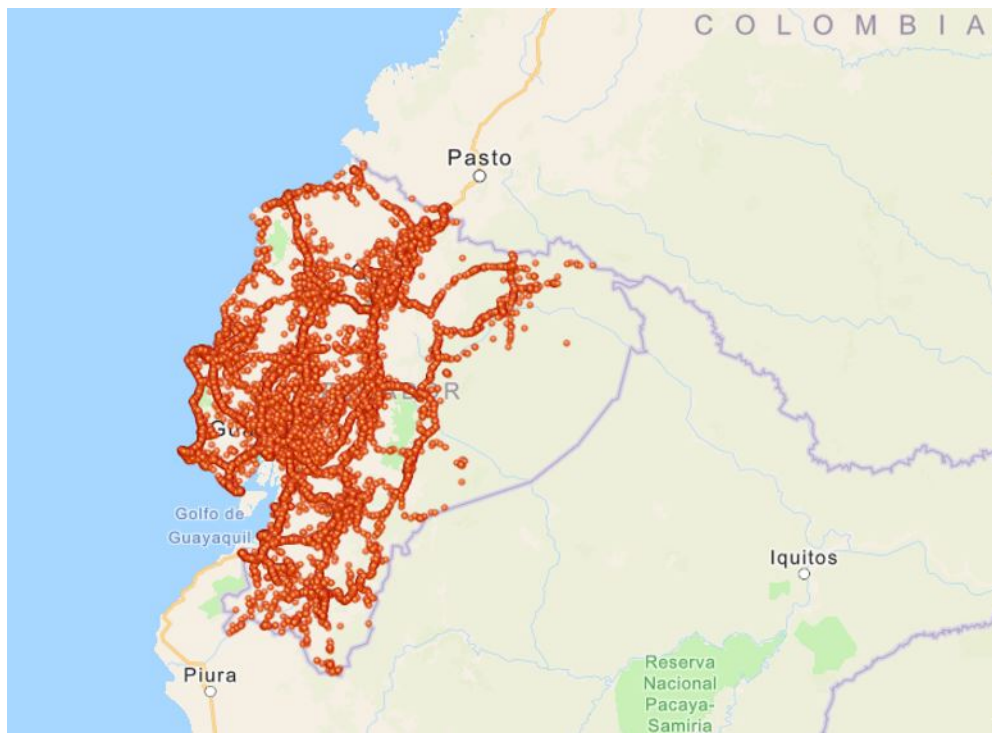 COLOMBIA
Pasto
Golfo de
Guayaquil
Iquitos
Piura
Reserva
Nacional
Pacaya-
Samiria